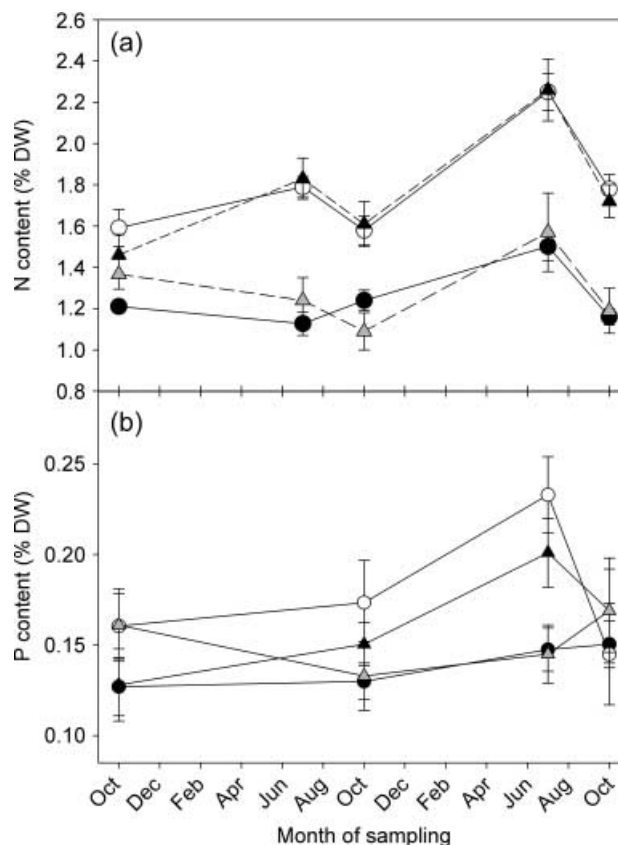 (a)
N content (% DW)
2.6
2.4
2.2
2.0
1.8
1.6
1.4
1.2
1.0
0.8
(b)
P content (% DW)
0.25
0.20
0.15
0.10
Oct
Dec
Feb
Apr
Jun
Aug
Oct
Dec
Feb
Apr
Jun
Aug
Oct
Month of sampling